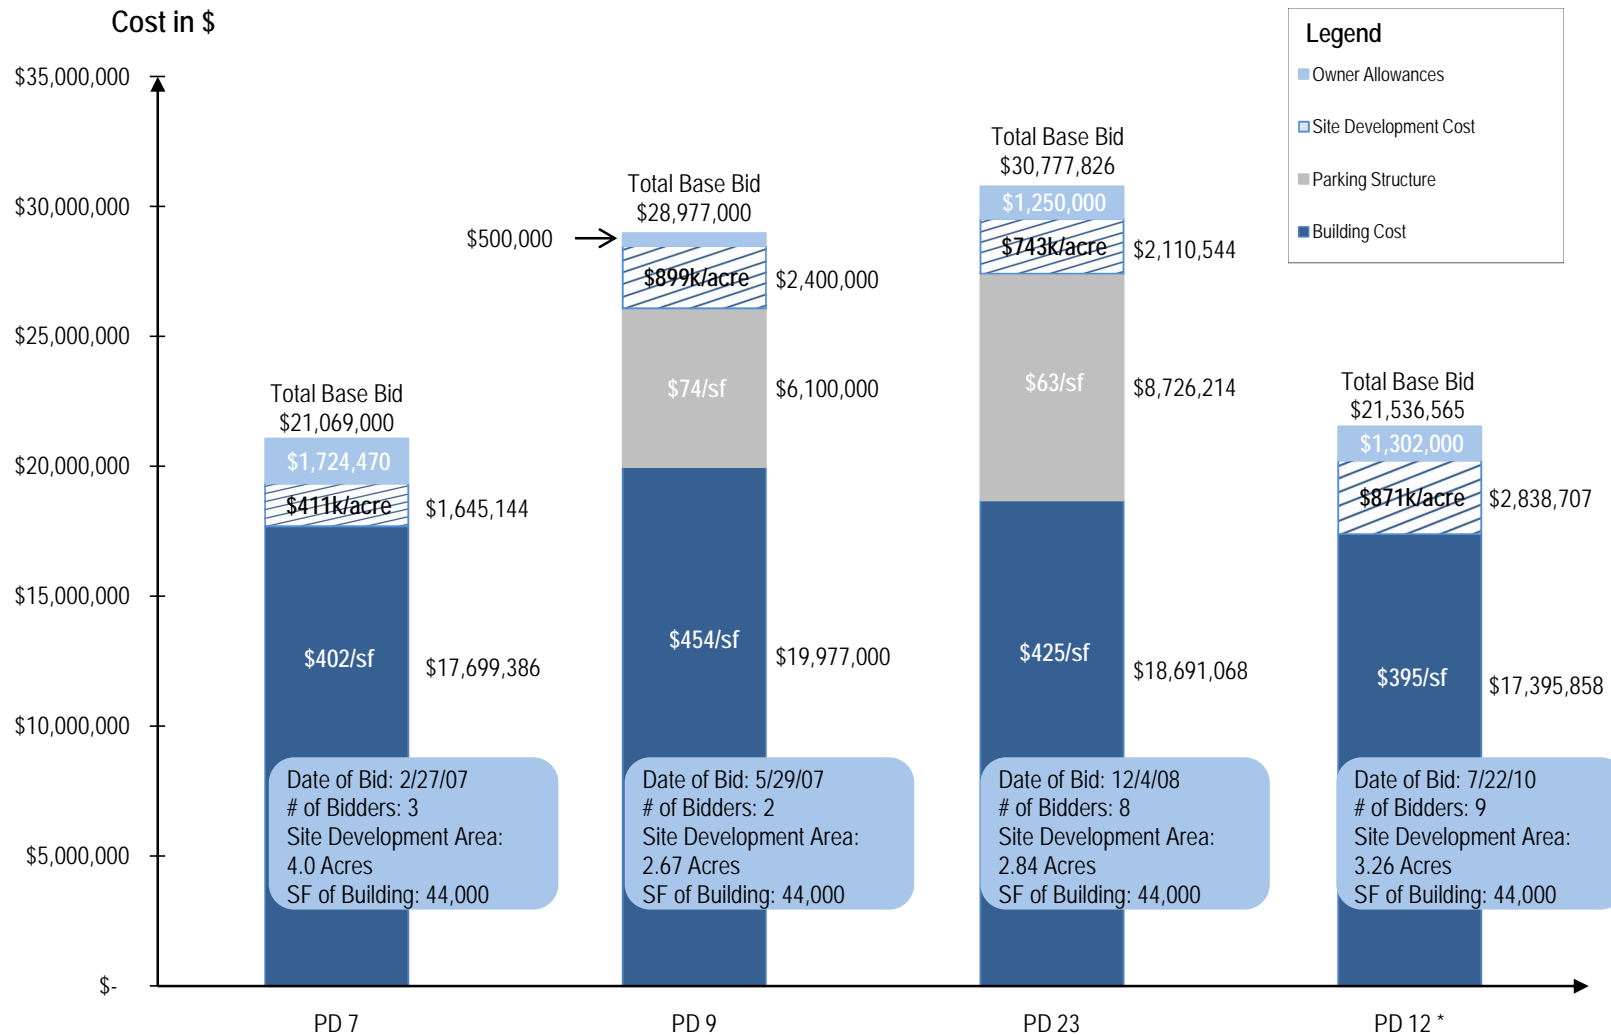 Cost in $
Legend
Owner Allowances
Site Development Cost
Parking Structure
Building Cost
$35,000,000
$30,000,000
$25,000,000
$20,000,000
$15,000,000
$10,000,000
$5,000,000
$-
Total Base Bid
$21,069,000
$1,724,470
$411k/acre
$1,645,144
$402/sf
$17,699,386
Date of Bid: 2/27/07
# of Bidders: 3
Site Development Area:
4.0 Acres
SF of Building: 44,000
PD 7
Total Base Bid
$28,977,000
$500,000
$899k/acre
$2,400,000
$74/sf
$6,100,000
$454/sf
$19,977,000
Date of Bid: 5/29/07
# of Bidders: 2
Site Development Area:
2.67 Acres
SF of Building: 44,000
PD 9
Total Base Bid
$30,777,826
$1,250,000
$743k/acre
$2,110,544
$63/sf
$8,726,214
$425/sf
$18,691,068
Date of Bid: 12/4/08
# of Bidders: 8
Site Development Area:
2.84 Acres
SF of Building: 44,000
PD 23
Total Base Bid
$21,536,565
$1,302,000
$871k/acre
$2,838,707
$395/sf
$17,395,858
Date of Bid: 7/22/10
# of Bidders: 9
Site Development Area:
3.26 Acres
SF of Building: 44,000
PD 12 *